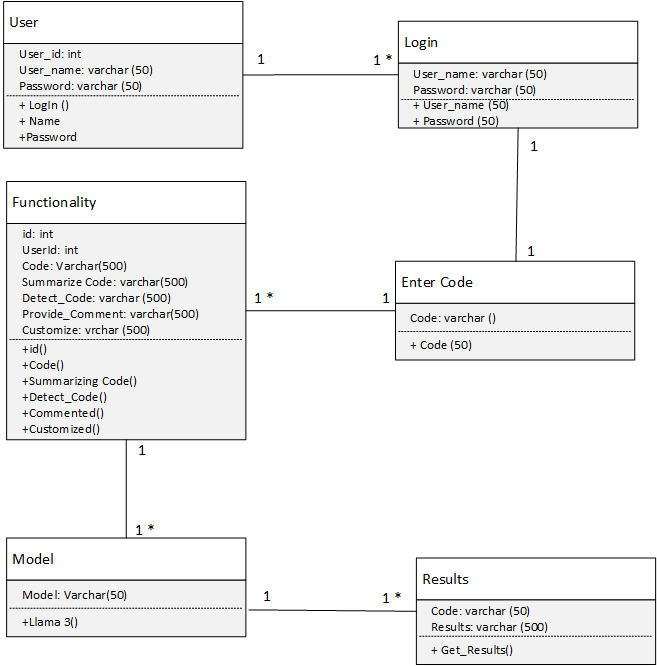 User
User_id: int
User_name: varchar (50)
Password: varchar (50)
+ LogIn ()
+ Name
+Password
1
1 *
Login
User_name: varchar (50)
Password: varchar (50)
+ User_name (50)
+ Password (50)
1
1
Functionality
id: int
UserId: int
Code: Varchar(500)
Summarize Code: varchar(500)
Detect_Code: varchar (500)
Provide_Comment: varchar(500)
Customize: vrchar (500)
+id()
+Code()
+Summarizing Code()
+Detect_Code()
+Commented()
+Customized()
1 *
1
Enter Code
Code: varchar ()
+ Code (50)
1
1 *
Model
Model: Varchar(50)
+Llama 3()
1
1 *
Results
Code: varchar (50)
Results: varchar (500)
+ Get_Results()